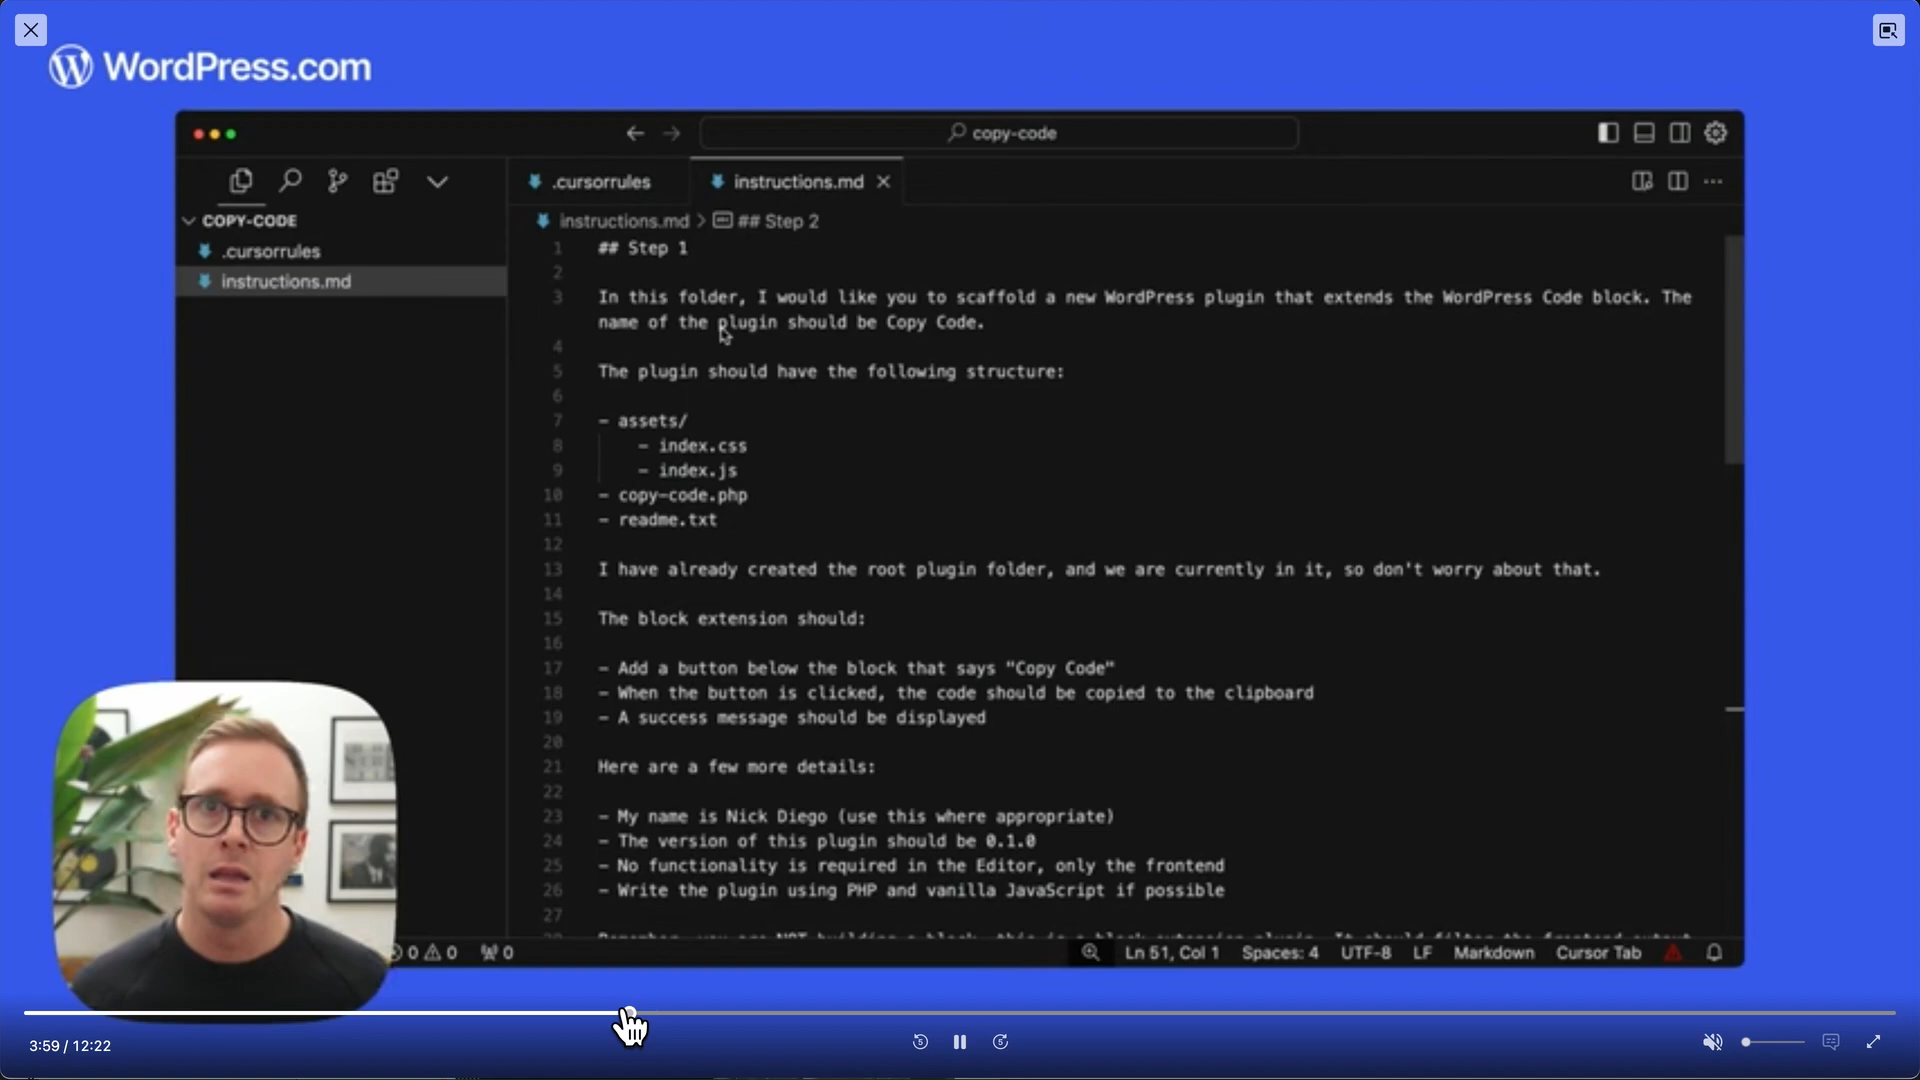 WordPress.com
copy-code
.cursorrules
instructions.md
COPY-CODE
.cursorrules
instructions.md
instructions.md > ## Step 2
1 ## Step 1
2
3 In this folder, I would like you to scaffold a new WordPress plugin that extends the WordPress Code block. The
name of the plugin should be Copy Code.
4
5 The plugin should have the following structure:
6
7 - assets/
8 - index.css
9 - index.js
10 - copy-code.php
11 - readme.txt
12
13 I have already created the root plugin folder, and we are currently in it, so don't worry about that.
14
15 The block extension should:
16
17 - Add a button below the block that says "Copy Code"
18 - When the button is clicked, the code should be copied to the clipboard
19 - A success message should be displayed
20
21 Here are a few more details:
22
23 - My name is Nick Diego (use this where appropriate)
24 - The version of this plugin should be 0.1.0
25 - No functionality is required in the Editor, only the frontend
26 - Write the plugin using PHP and vanilla JavaScript if possible
27
0 0 0 Ln 51, Col 1 Spaces: 4 UTF-8 LF Markdown Cursor Tab
3:59 / 12:22
5 5